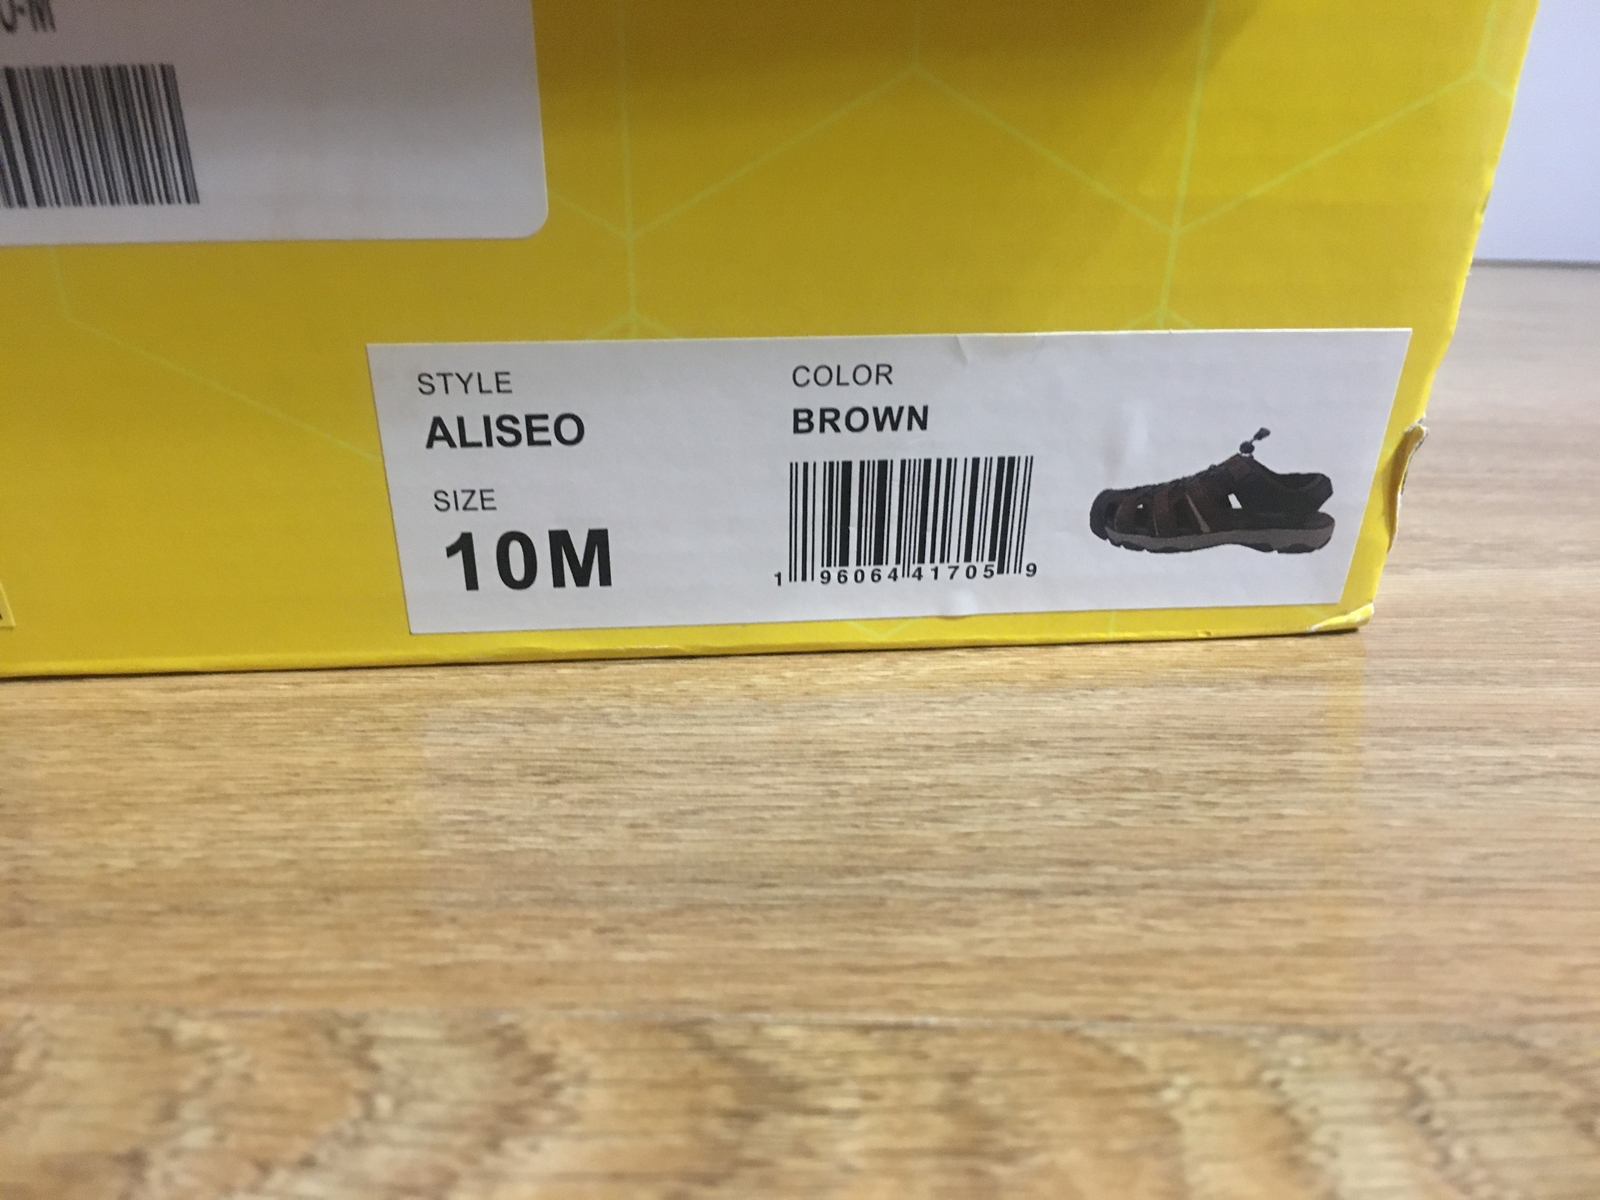 STYLE
ALISEO
COLOR
BROWN
SIZE
10M
1 96064 41705 9